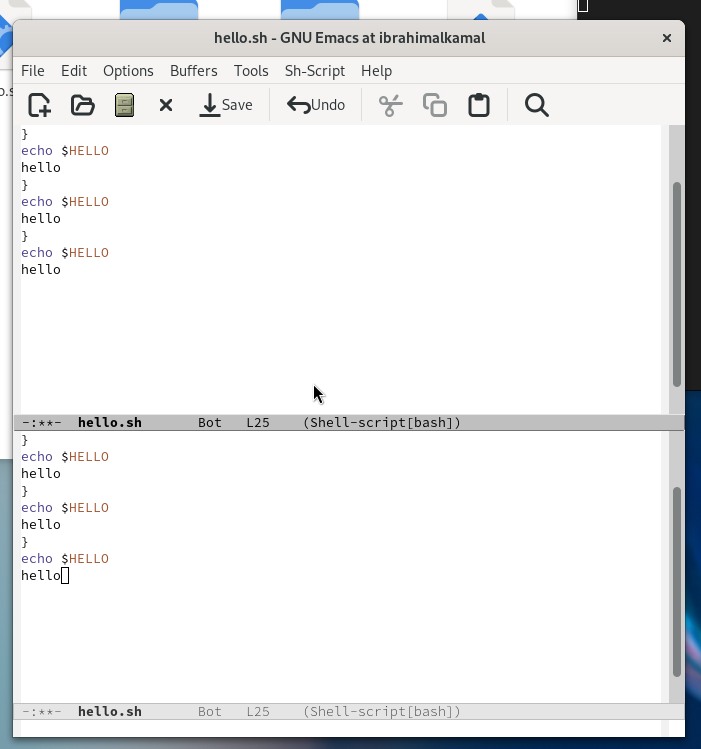 hello.sh - GNU Emacs at ibrahimalkamal
File Edit Options Buffers Tools Sh-Script Help
Save Undo
}
echo $HELLO
hello
}
echo $HELLO
hello
}
echo $HELLO
hello
-:**- hello.sh Bot L25 (Shell-script[bash])
}
echo $HELLO
hello
}
echo $HELLO
hello
}
echo $HELLO
hello
-:**- hello.sh Bot L25 (Shell-script[bash])